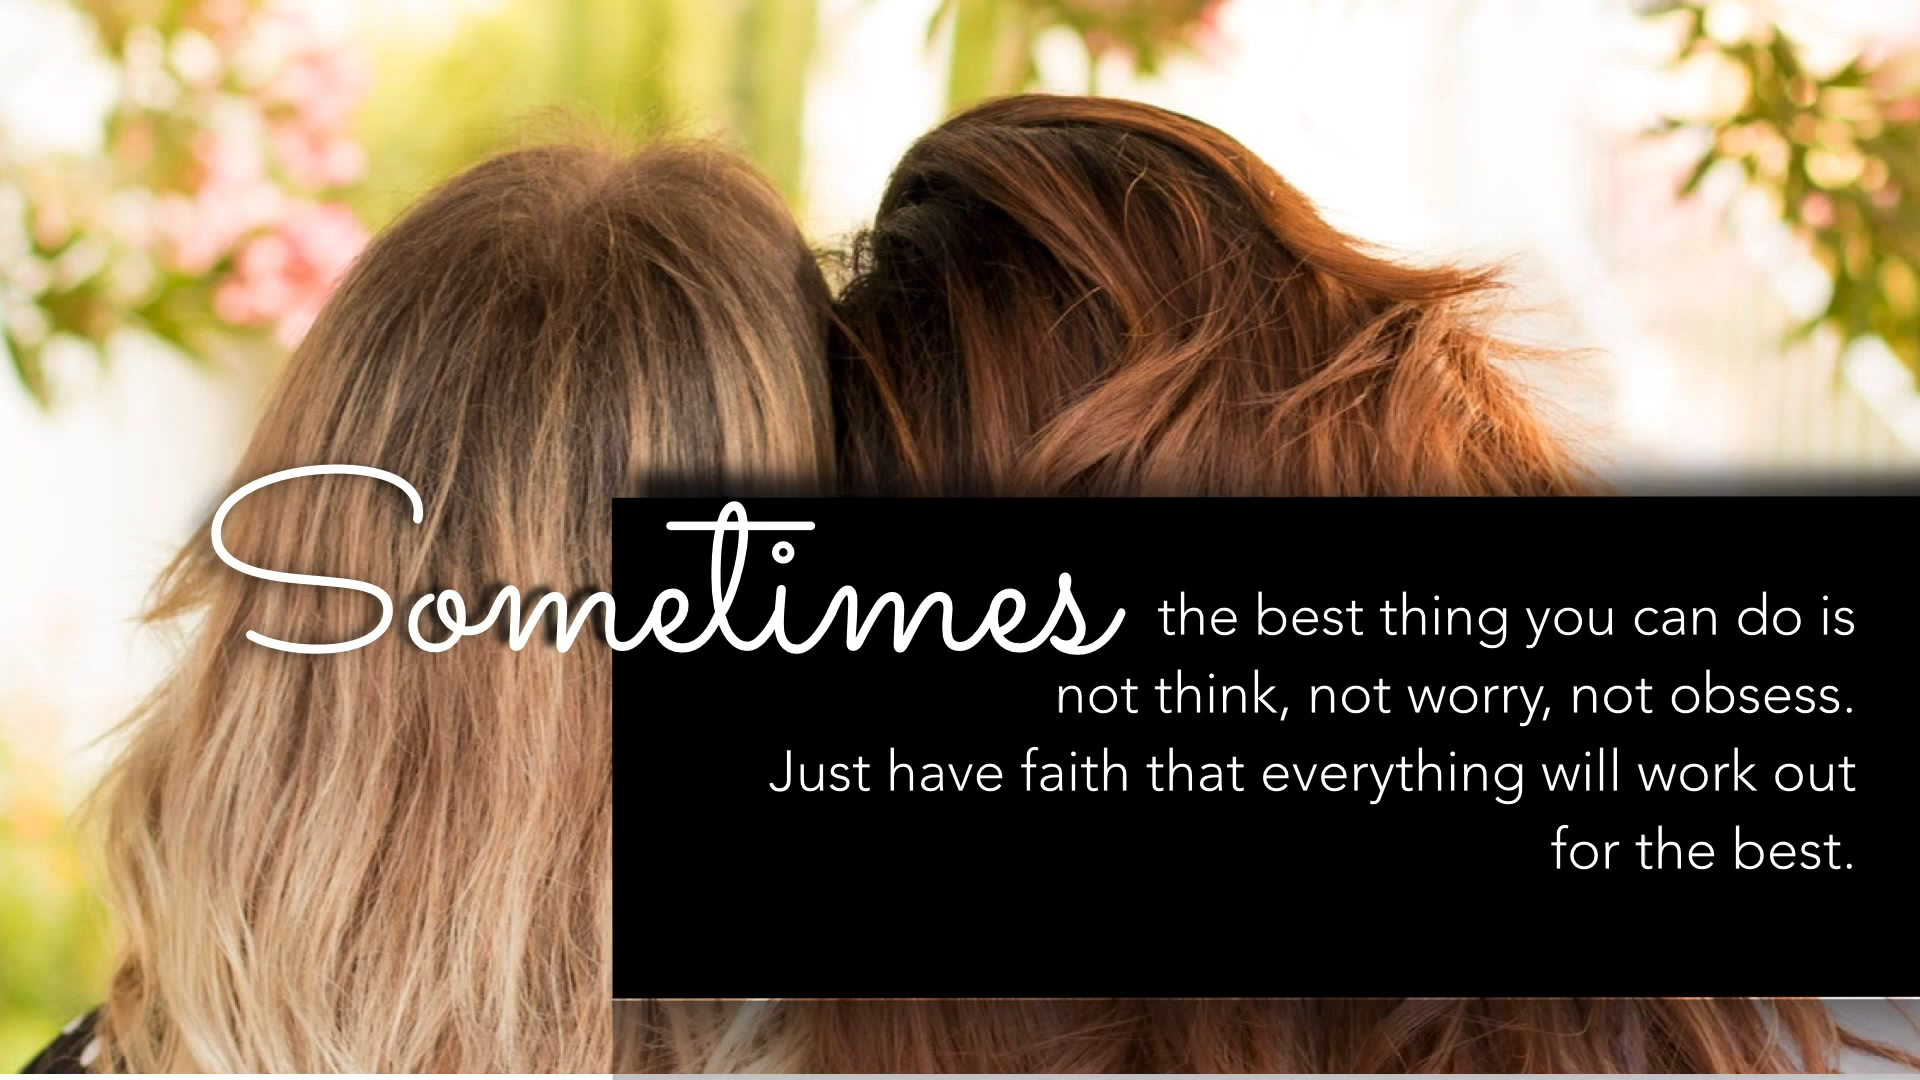 Sometimes the best thing you can do is
not think, not worry, not obsess.
Just have faith that everything will work out
for the best.